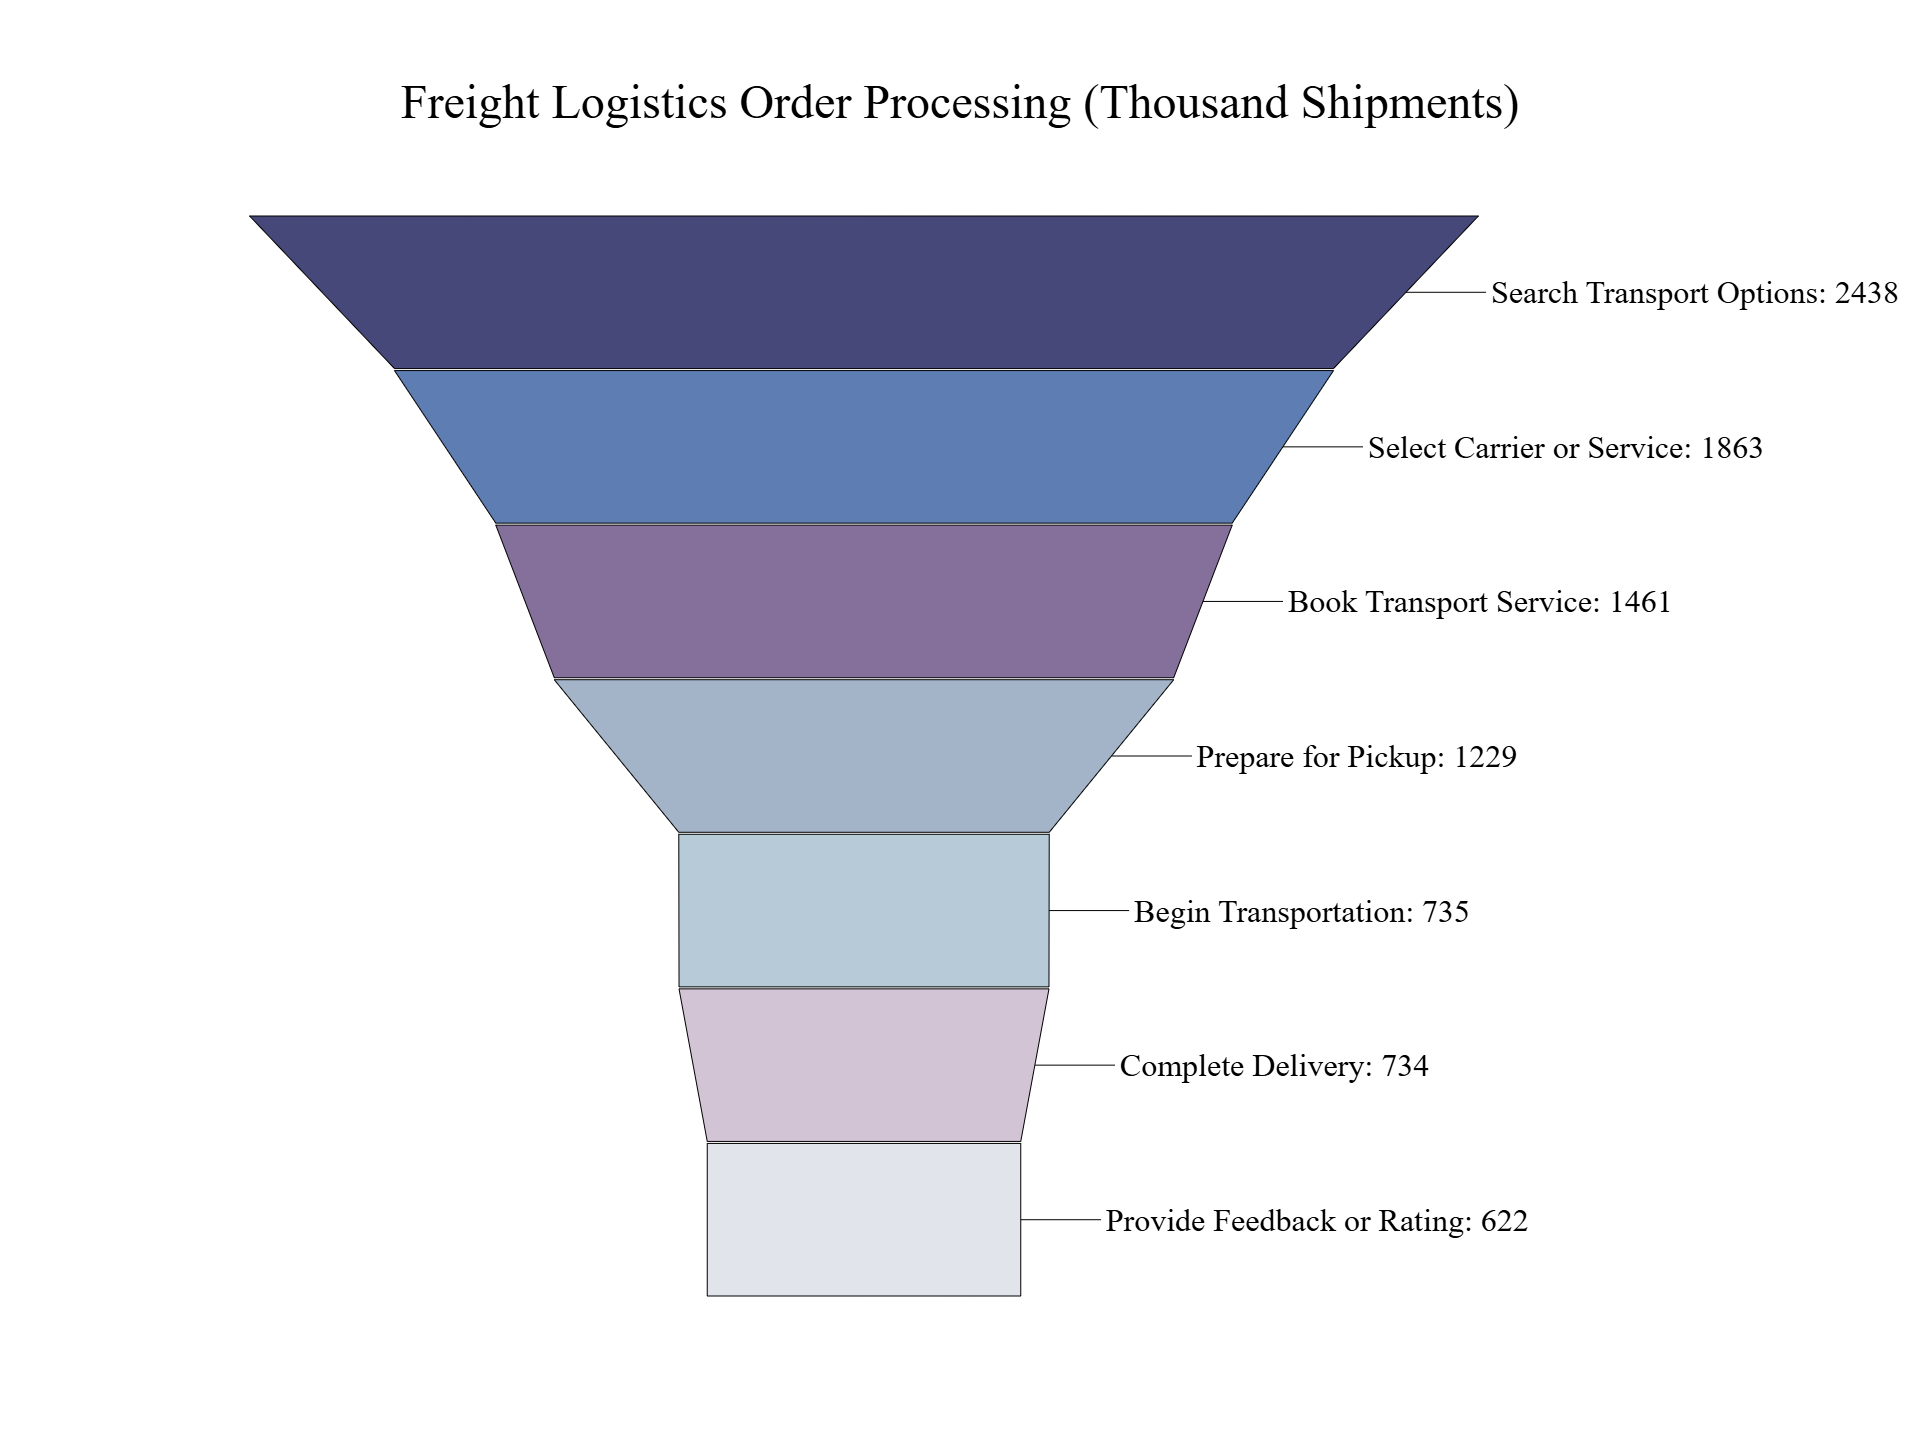 Freight Logistics Order Processing (Thousand Shipments)
Search Transport Options: 2438
Select Carrier or Service: 1863
Book Transport Service: 1461
Prepare for Pickup: 1229
Begin Transportation: 735
Complete Delivery: 734
Provide Feedback or Rating: 622